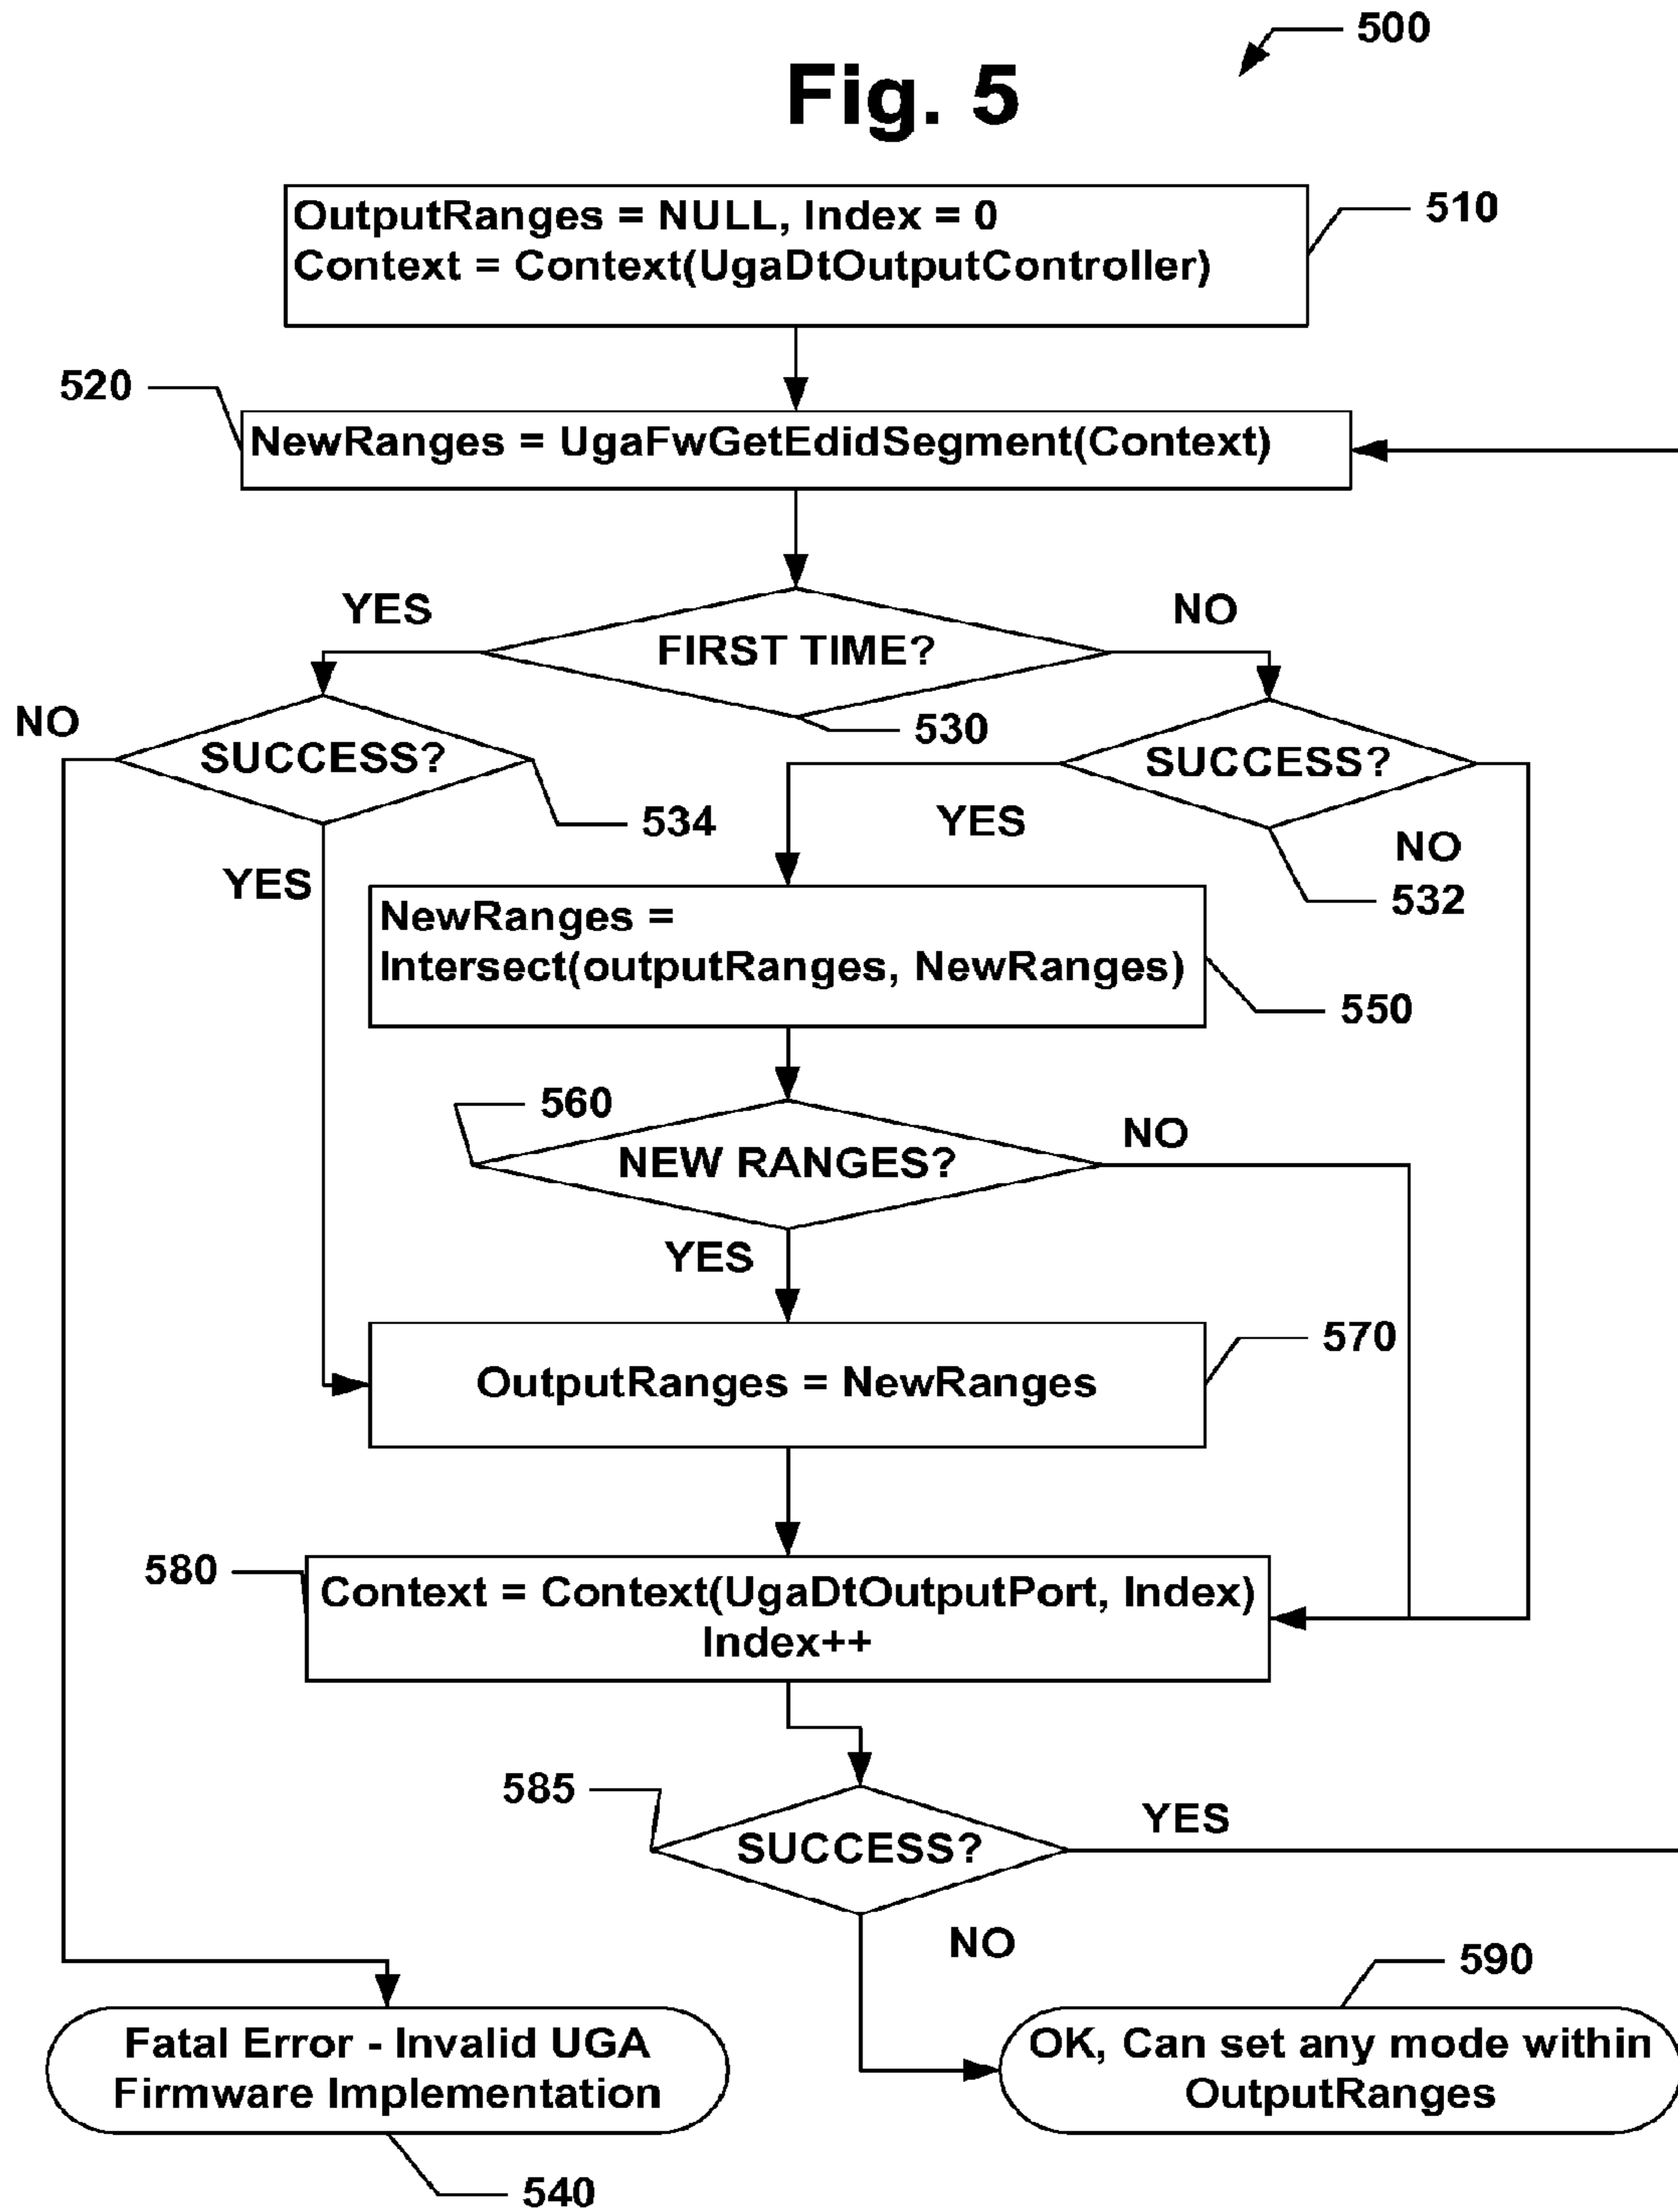 500
Fig. 5
OutputRanges = NULL, Index = 0
Context = Context(UgaDtOutputController)
510
520
NewRanges = UgaFwGetEdidSegment(Context)
YES
FIRST TIME?
NO
530
NO
SUCCESS?
534
SUCCESS?
YES
NO
532
YES
NewRanges =
Intersect(outputRanges, NewRanges)
550
560
NEW RANGES?
NO
YES
OutputRanges = NewRanges
570
580
Context = Context(UgaDtOutputPort, Index)
Index++
585
SUCCESS?
YES
NO
590
Fatal Error - Invalid UGA
Firmware Implementation
540
OK, Can set any mode within
OutputRanges